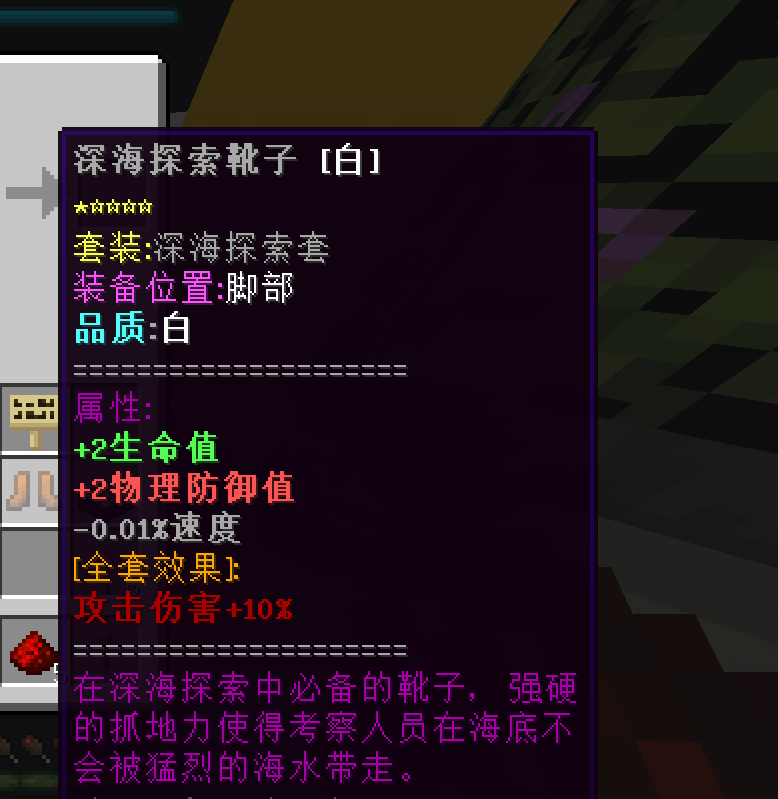 深海探索靴子 [白]
★☆☆☆☆
套装:深海探索套
装备位置:脚部
品质:白
=====================
属性:
+2生命值
+2物理防御值
-0.01%速度
[全套效果]:
攻击伤害+10%
=====================
在深海探索中必备的靴子, 强硬
的抓地力使得考察人员在海底不
会被猛烈的海水带走。